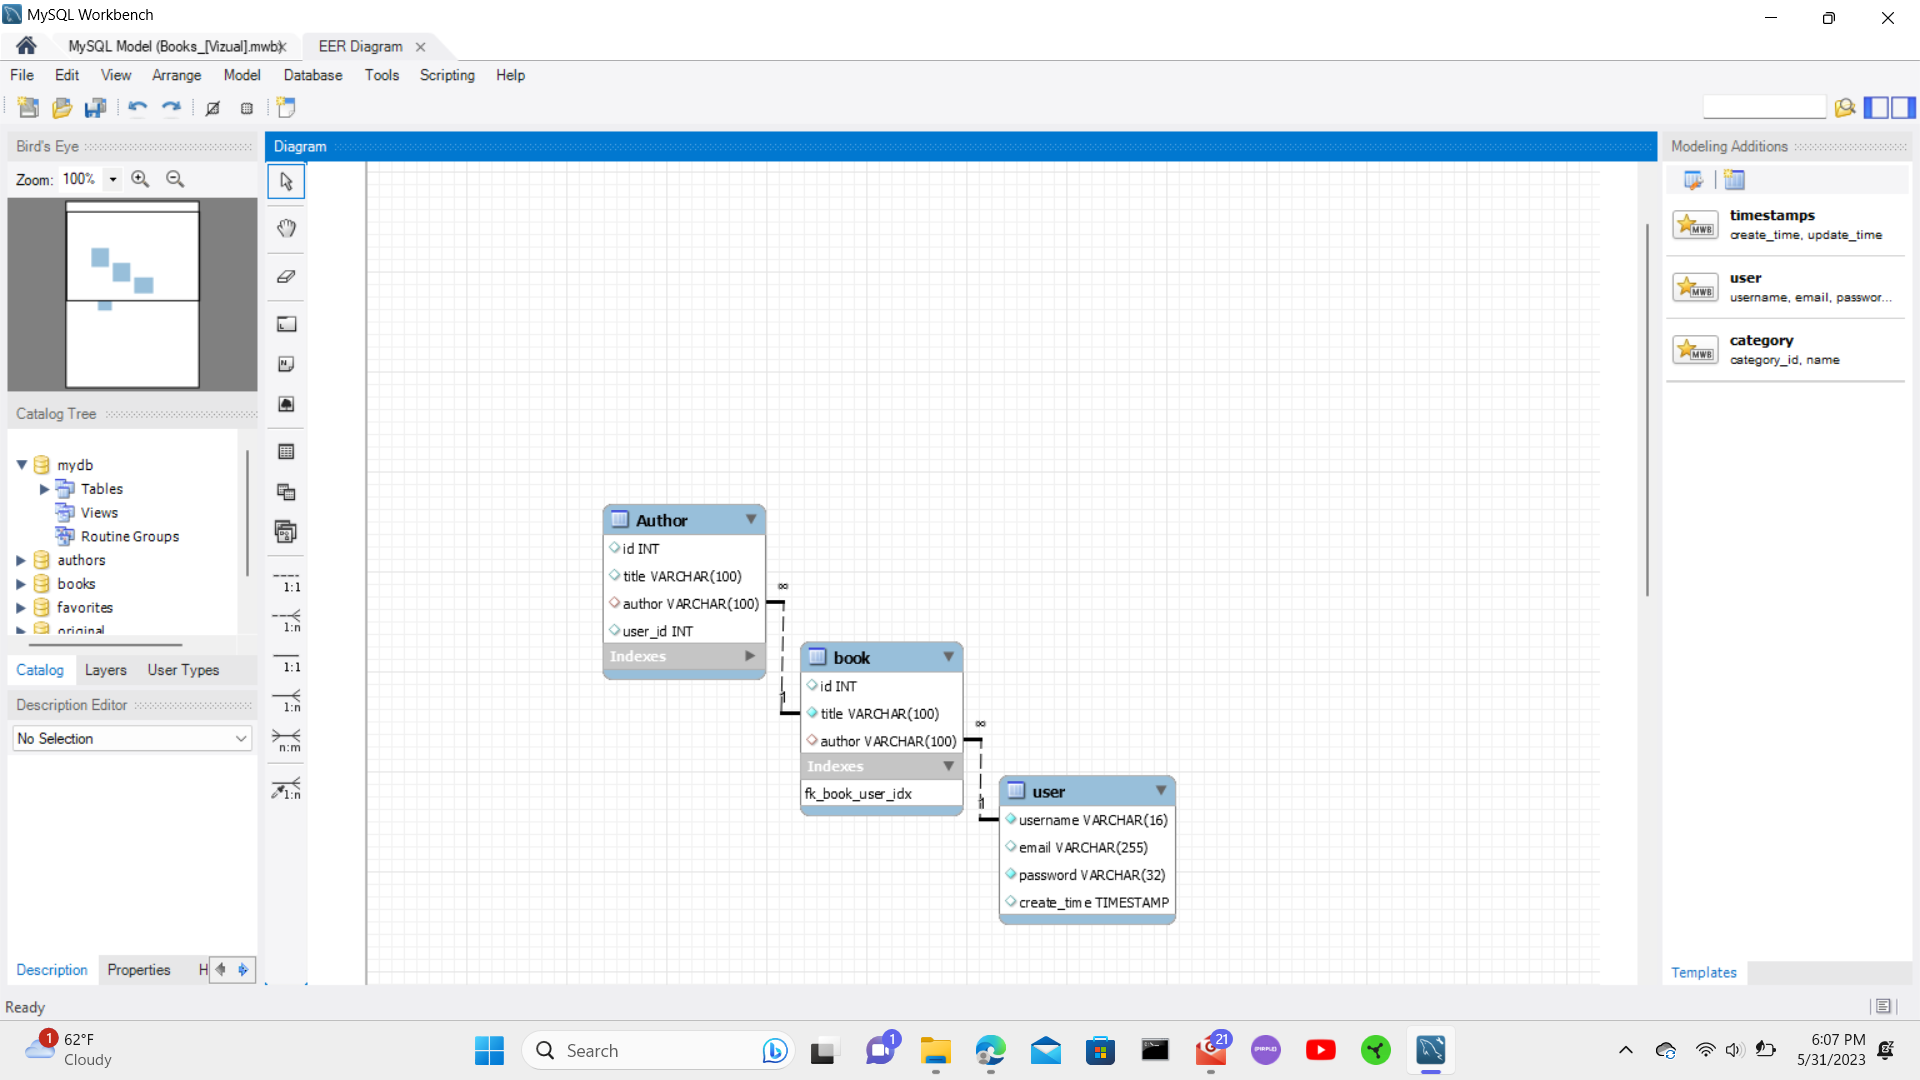 MySQL Workbench
MySQL Model (Books_[Vizual].mwb)
EER Diagram
File Edit View Arrange Model Database Tools Scripting Help
Bird's Eye
Diagram
Modeling Additions
Zoom: 100%
timestamps
create_time, update_time
user
username, email, passwor...
category
category_id, name
Catalog Tree
mydb
Tables
Views
Routine Groups
authors
books
favorites
original
1:1
1:n
1:1
1:n
n:m
1:n
Author
id INT
title VARCHAR(100)
author VARCHAR(100)
user_id INT
Indexes
∞
1
book
id INT
title VARCHAR(100)
author VARCHAR(100)
Indexes
fk_book_user_idx
∞
1
user
username VARCHAR(16)
email VARCHAR(255)
password VARCHAR(32)
create_time TIMESTAMP
Catalog Layers User Types
Description Editor
No Selection
Description Properties H
Templates
Ready
1
62°F
Cloudy
Search
1
21
6:07 PM
5/31/2023